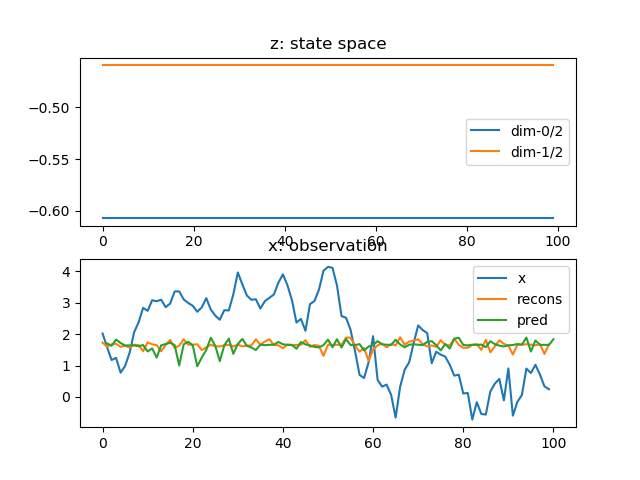 z: state space
−0.50
−0.55
−0.60
dim-0/2
dim-1/2
0 20 40 60 80 100
x: observation
4
3
2
1
0
x
recons
pred
0 20 40 60 80 100